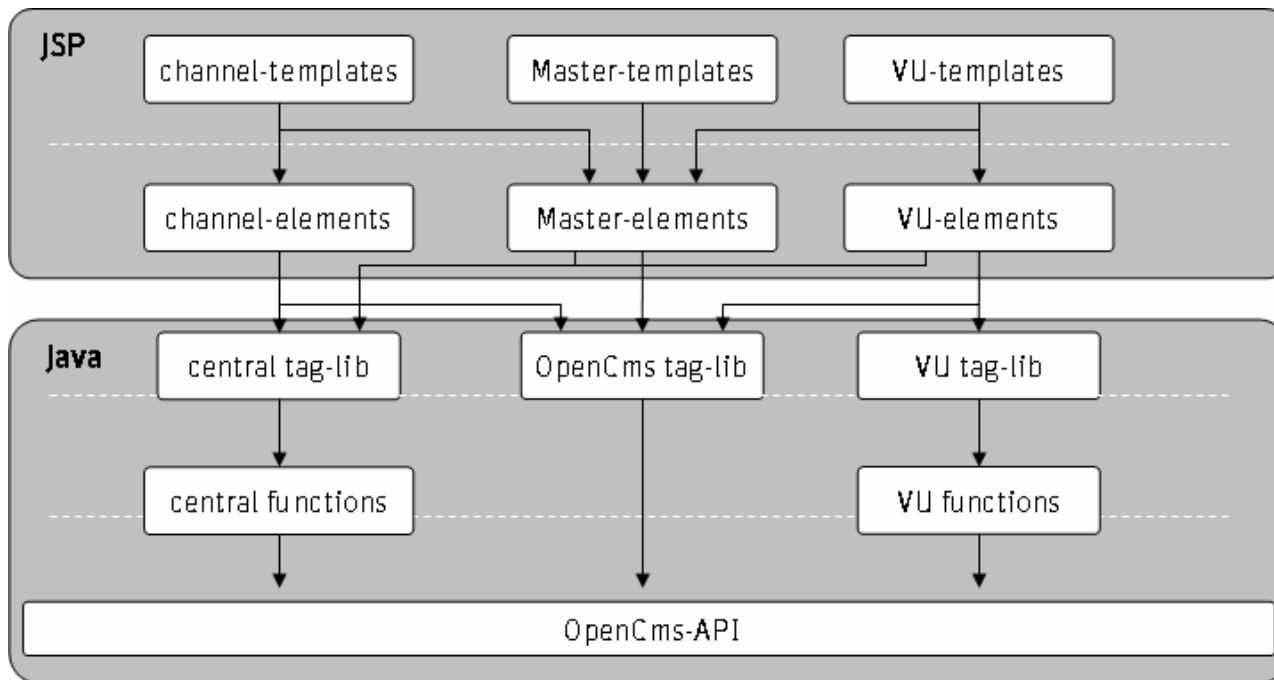 JSP
channel-templates
Master-templates
VU-templates
channel-elements
Master-elements
VU-elements
Java
central tag-lib
OpenCms tag-lib
VU tag-lib
central functions
VU functions
OpenCms-API